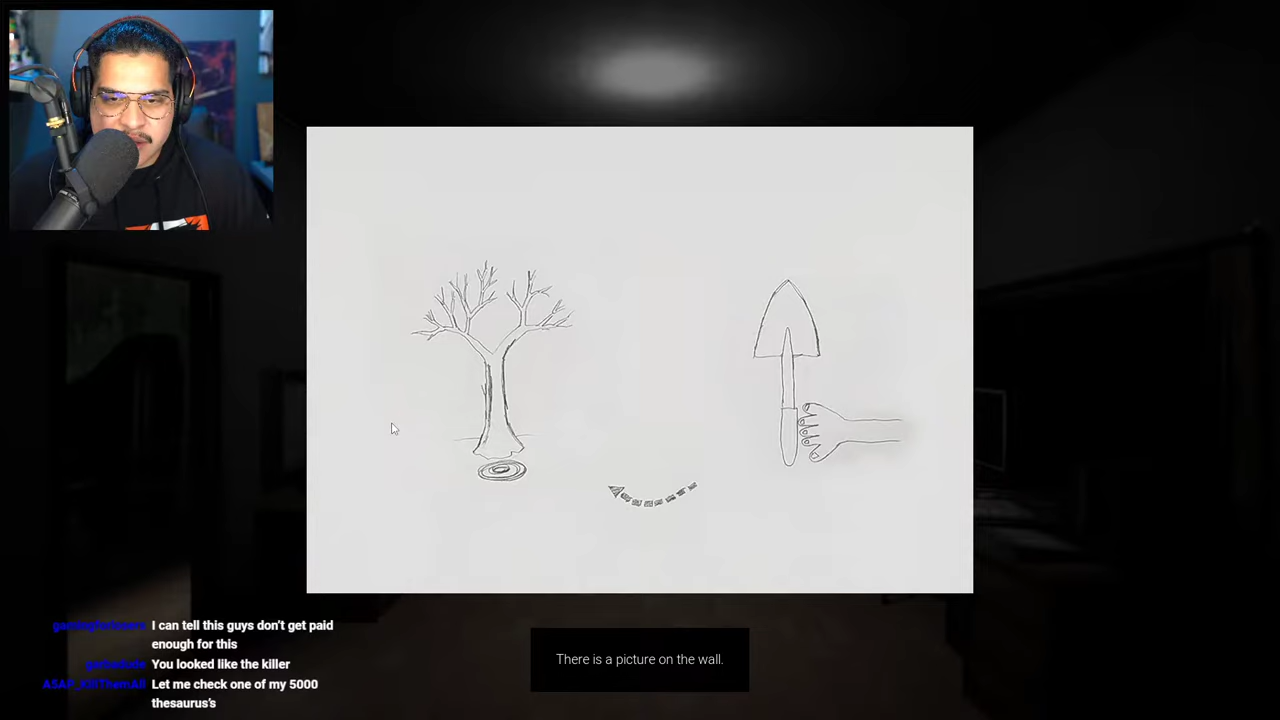 I can tell this guys don't get paid
enough for this
You looked like the killer
ASAP_KillThemAll Let me check one of my 5000
thesaurus's
There is a picture on the wall.